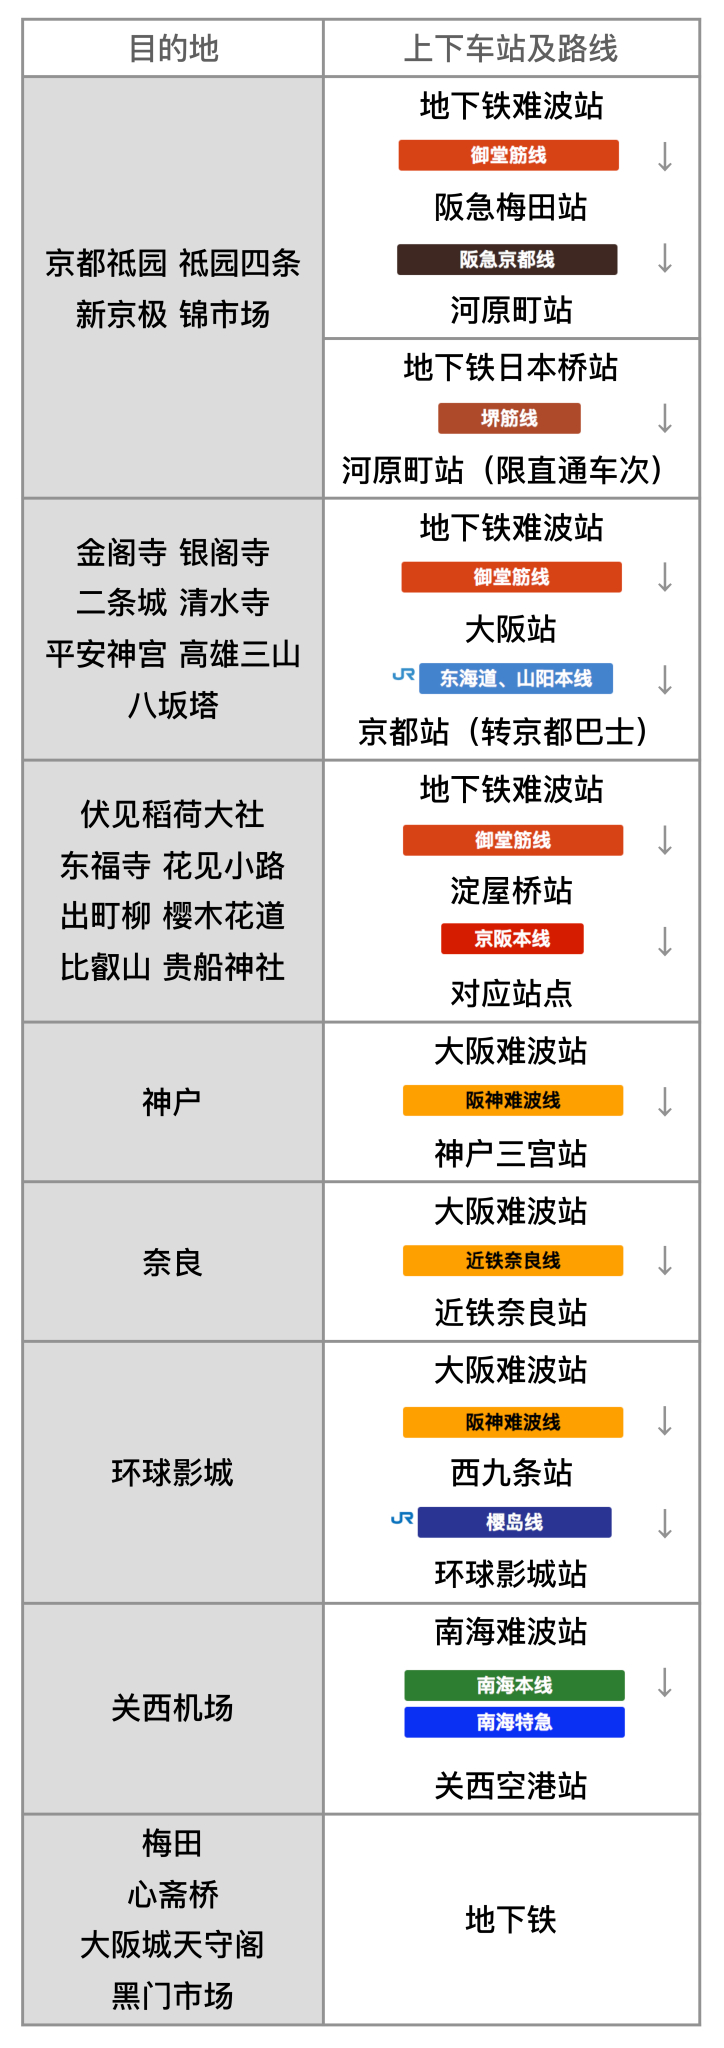 目的地
上下车站及路线
京都祇园 祇园四条
新京极 锦市场
地下铁难波站
御堂筋线
↓
阪急梅田站
阪急京都线
↓
河原町站
地下铁日本桥站
堺筋线
↓
河原町站（限直通车次）
金阁寺 银阁寺
二条城 清水寺
平安神宫 高雄三山
八坂塔
地下铁难波站
御堂筋线
↓
大阪站
JR 东海道、山阳本线
↓
京都站（转京都巴士）
伏见稻荷大社
东福寺 花见小路
出町柳 樱木花道
比叡山 贵船神社
地下铁难波站
御堂筋线
↓
淀屋桥站
京阪本线
↓
对应站点
神户
大阪难波站
阪神难波线
↓
神户三宫站
奈良
大阪难波站
近铁奈良线
↓
近铁奈良站
环球影城
大阪难波站
阪神难波线
↓
西九条站
JR 樱岛线
↓
环球影城站
关西机场
南海难波站
南海本线
↓
南海特急
关西空港站
梅田
心斋桥
大阪城天守阁
黑门市场
地下铁